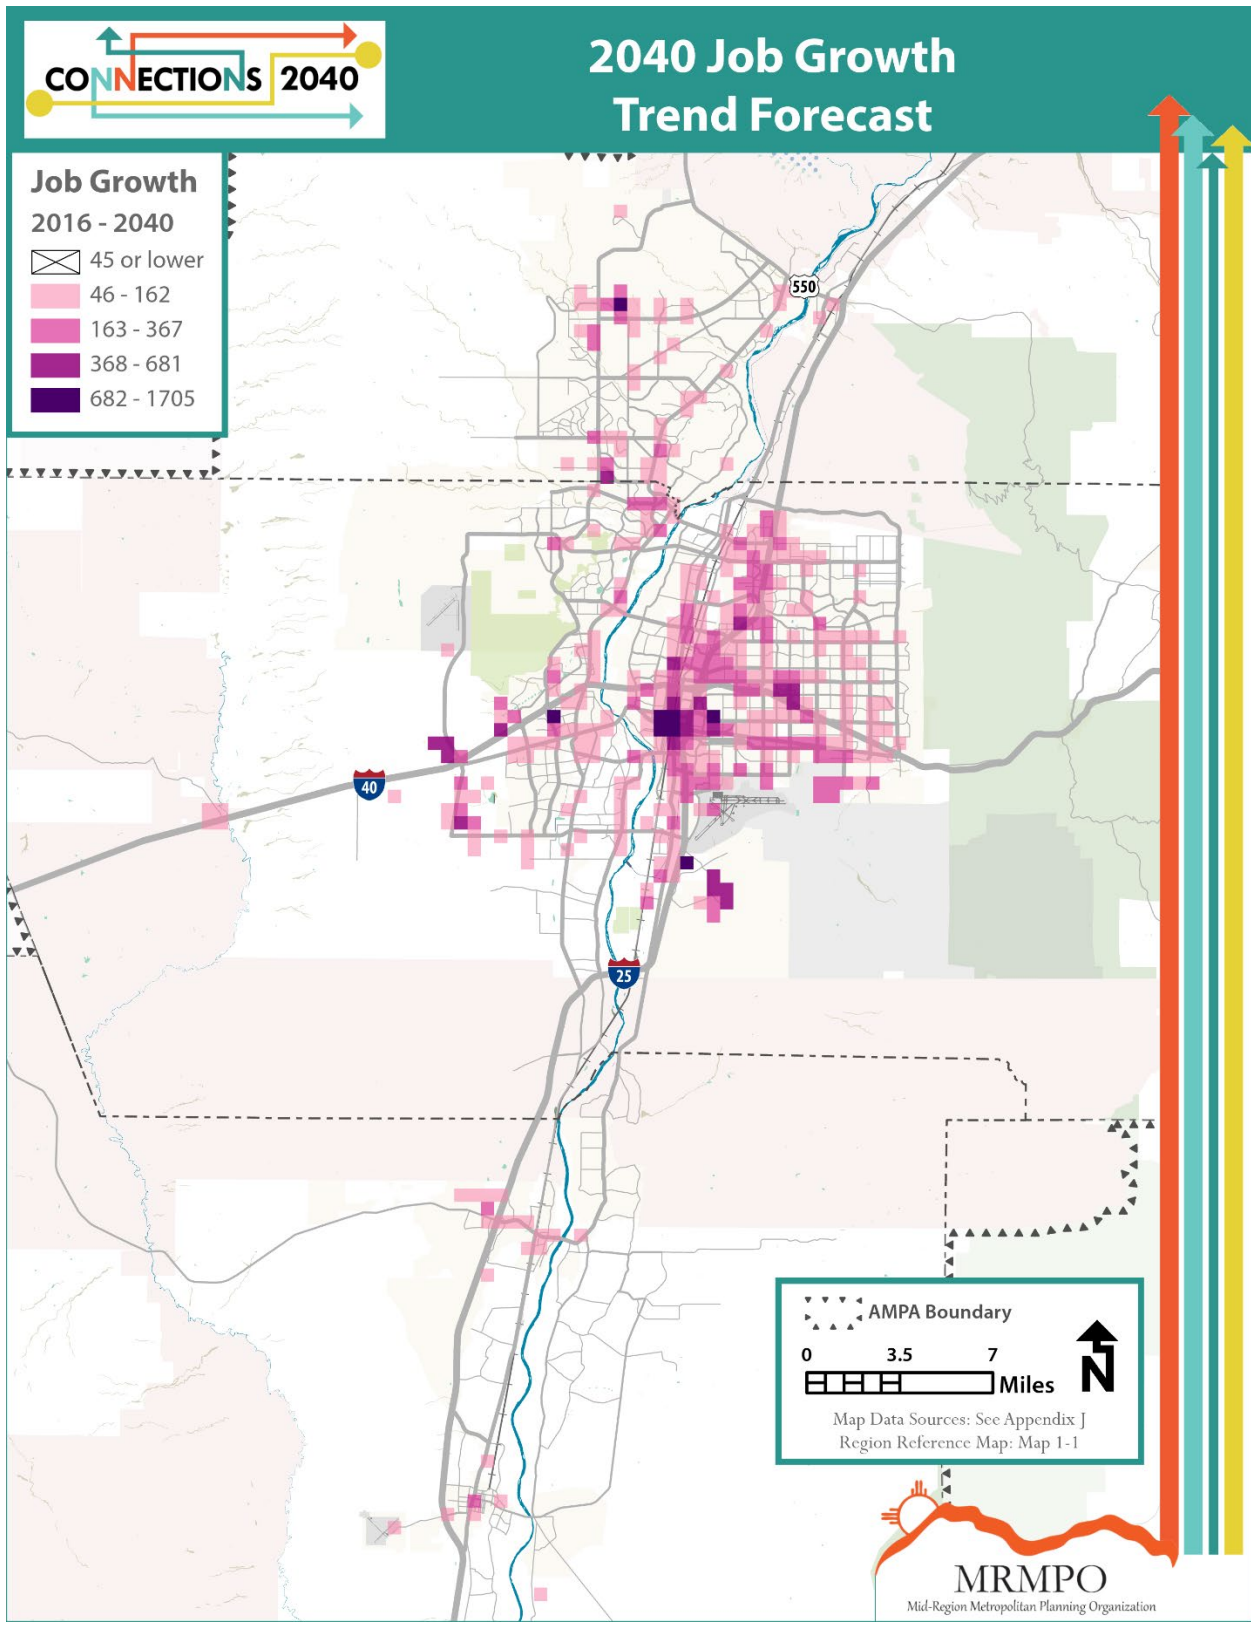 CONNECTIONS 2040
2040 Job Growth
Trend Forecast
Job Growth
2016 - 2040
45 or lower
46 - 162
163 - 367
368 - 681
682 - 1705
550
40
25
AMPA Boundary
0 3.5 7
Miles
N
Map Data Sources: See Appendix J
Region Reference Map: Map 1-1
MRMPO
Mid-Region Metropolitan Planning Organization